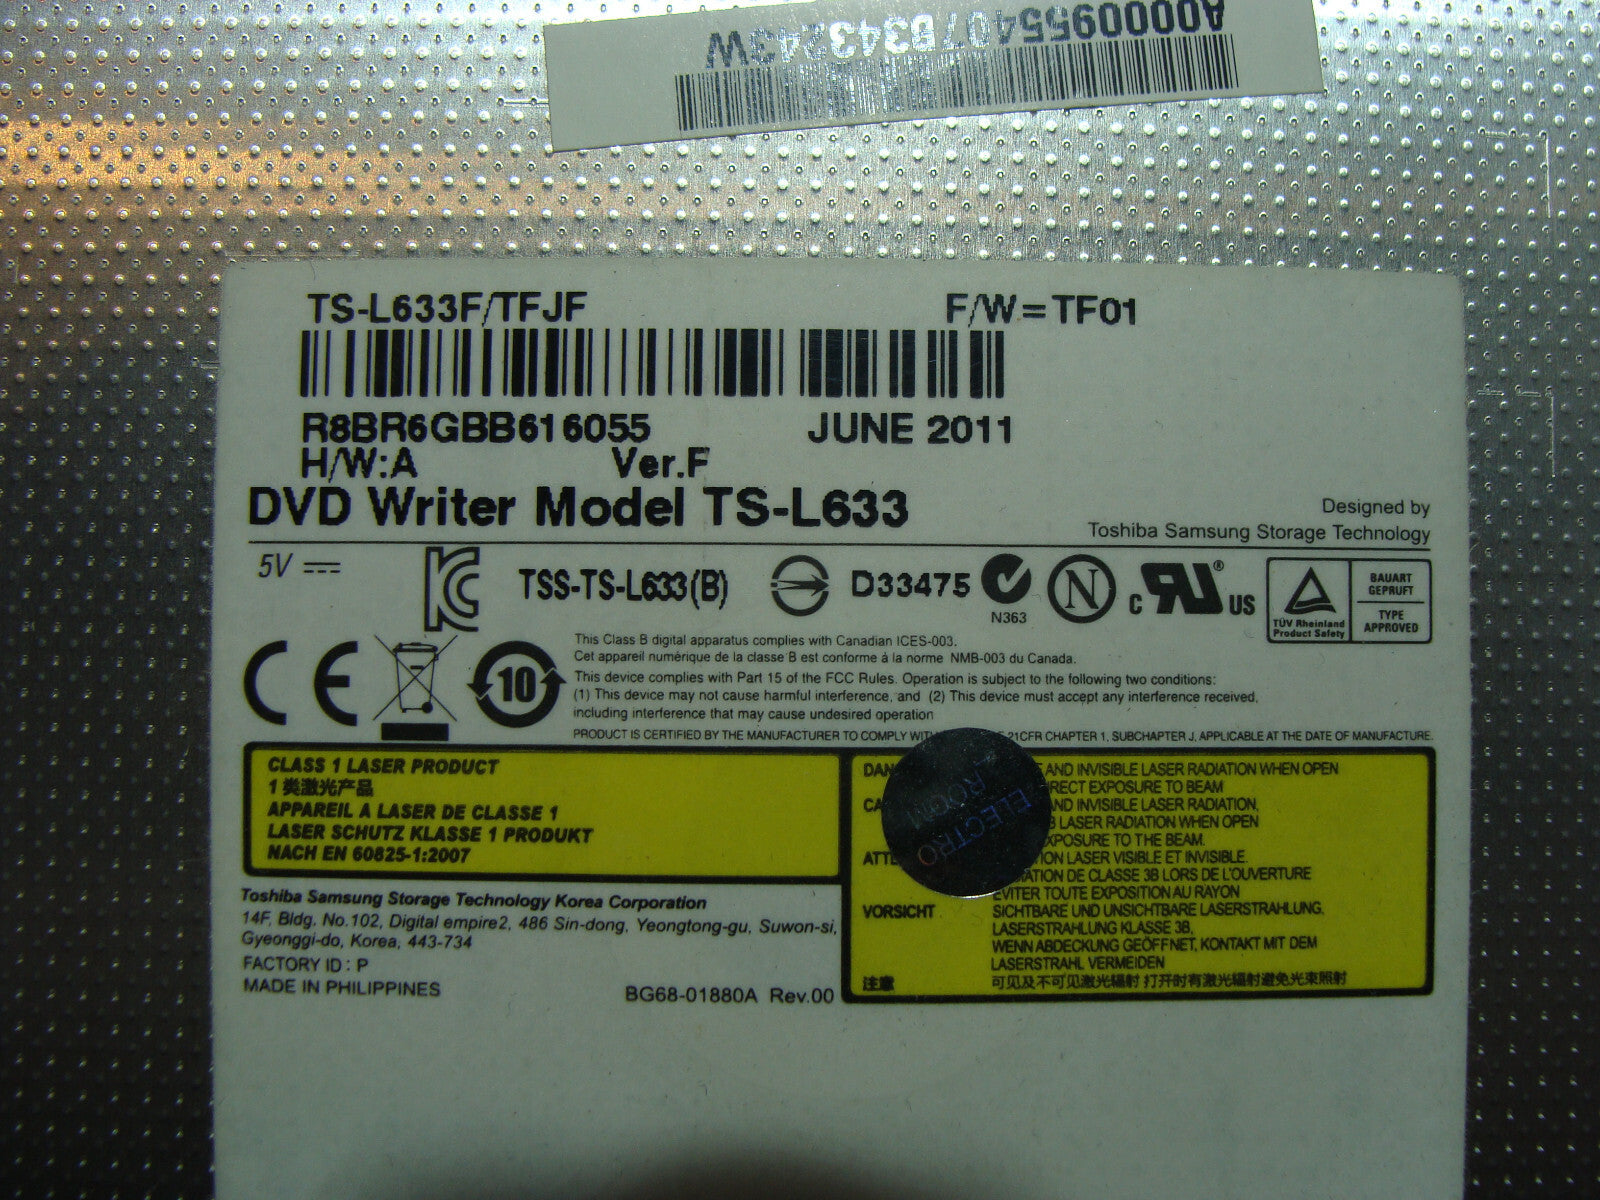 A0000955407B343243W
TS-L633F/TFJF F/W=TF01
R8BR6GBB616055 JUNE 2011
H/W:A Ver.F
DVD Writer Model TS-L633
Designed by
Toshiba Samsung Storage Technology
5V TSS-TS-L633(B) D33475 N363 N c RU ® US
TÜV Rheinland
Product Safety
BAUART
GEPRUFT
TYPE
APPROVED
CE 10
This Class B digital apparatus complies with Canadian ICES-003.
Cet appareil numérique de la classe B est conforme à la norme NMB-003 du Canada.
This device complies with Part 15 of the FCC Rules. Operation is subject to the following two conditions:
(1) This device may not cause harmful interference, and (2) This device must accept any interference received,
including interference that may cause undesired operation
PRODUCT IS CERTIFIED BY THE MANUFACTURER TO COMPLY 21CFR CHAPTER 1, SUBCHAPTER J, APPLICABLE AT THE DATE OF MANUFACTURE.
CLASS 1 LASER PRODUCT
1 类激光产品
APPAREIL A LASER DE CLASSE 1
LASER SCHUTZ KLASSE 1 PRODUKT
NACH EN 60825-1:2007
Toshiba Samsung Storage Technology Korea Corporation
14F, Bldg. No.102, Digital empire2, 486 Sin-dong, Yeongtong-gu, Suwon-si,
Gyeonggi-do, Korea, 443-734
FACTORY ID : P
MADE IN PHILIPPINES
BG68-01880A Rev.00
AND INVISIBLE LASER RADIATION WHEN OPEN
EXPOSURE TO BEAM
AND INVISIBLE LASER RADIATION,
LASER RADIATION WHEN OPEN
TO THE BEAM.
LASER VISIBLE ET INVISIBLE.
DE CLASSE 3B LORS DE L'OUVERTURE
EVITER TOUTE EXPOSITION AU RAYON
VORSICHT SICHTBARE UND UNSICHTBARE LASERSTRAHLUNG.
LASERSTRAHLUNG KLASSE 3B,
WENN ABDECKUNG GEÖFFNET, KONTAKT MIT DEM
LASERSTRAHL VERMEIDEN
注意 可见及不可见激光辐射 打开时有激光辐射避免光束照射
ELECTRO